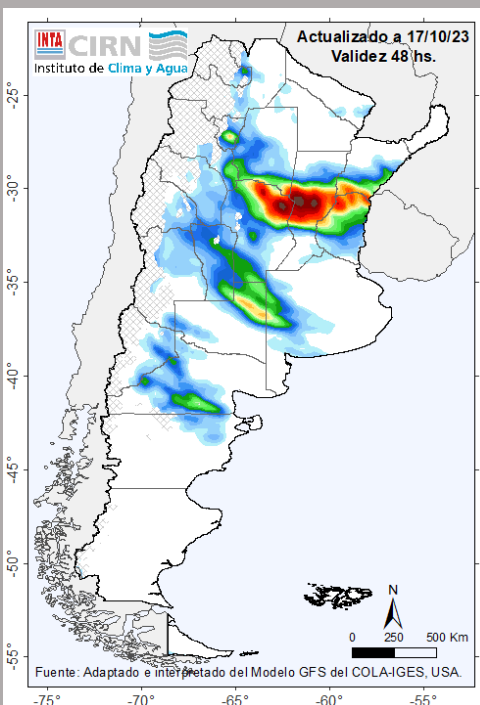 INTA CIRN
Instituto de Clima y Agua
Actualizado a 17/10/23
Validez 48 hs.
-25°
-30°
-35°
-40°
-45°
-50°
-55°
N
0 250 500 Km
Fuente: Adaptado e interpretado del Modelo GFS del COLA-IGES, USA.
-75° -70° -65° -60° -55°